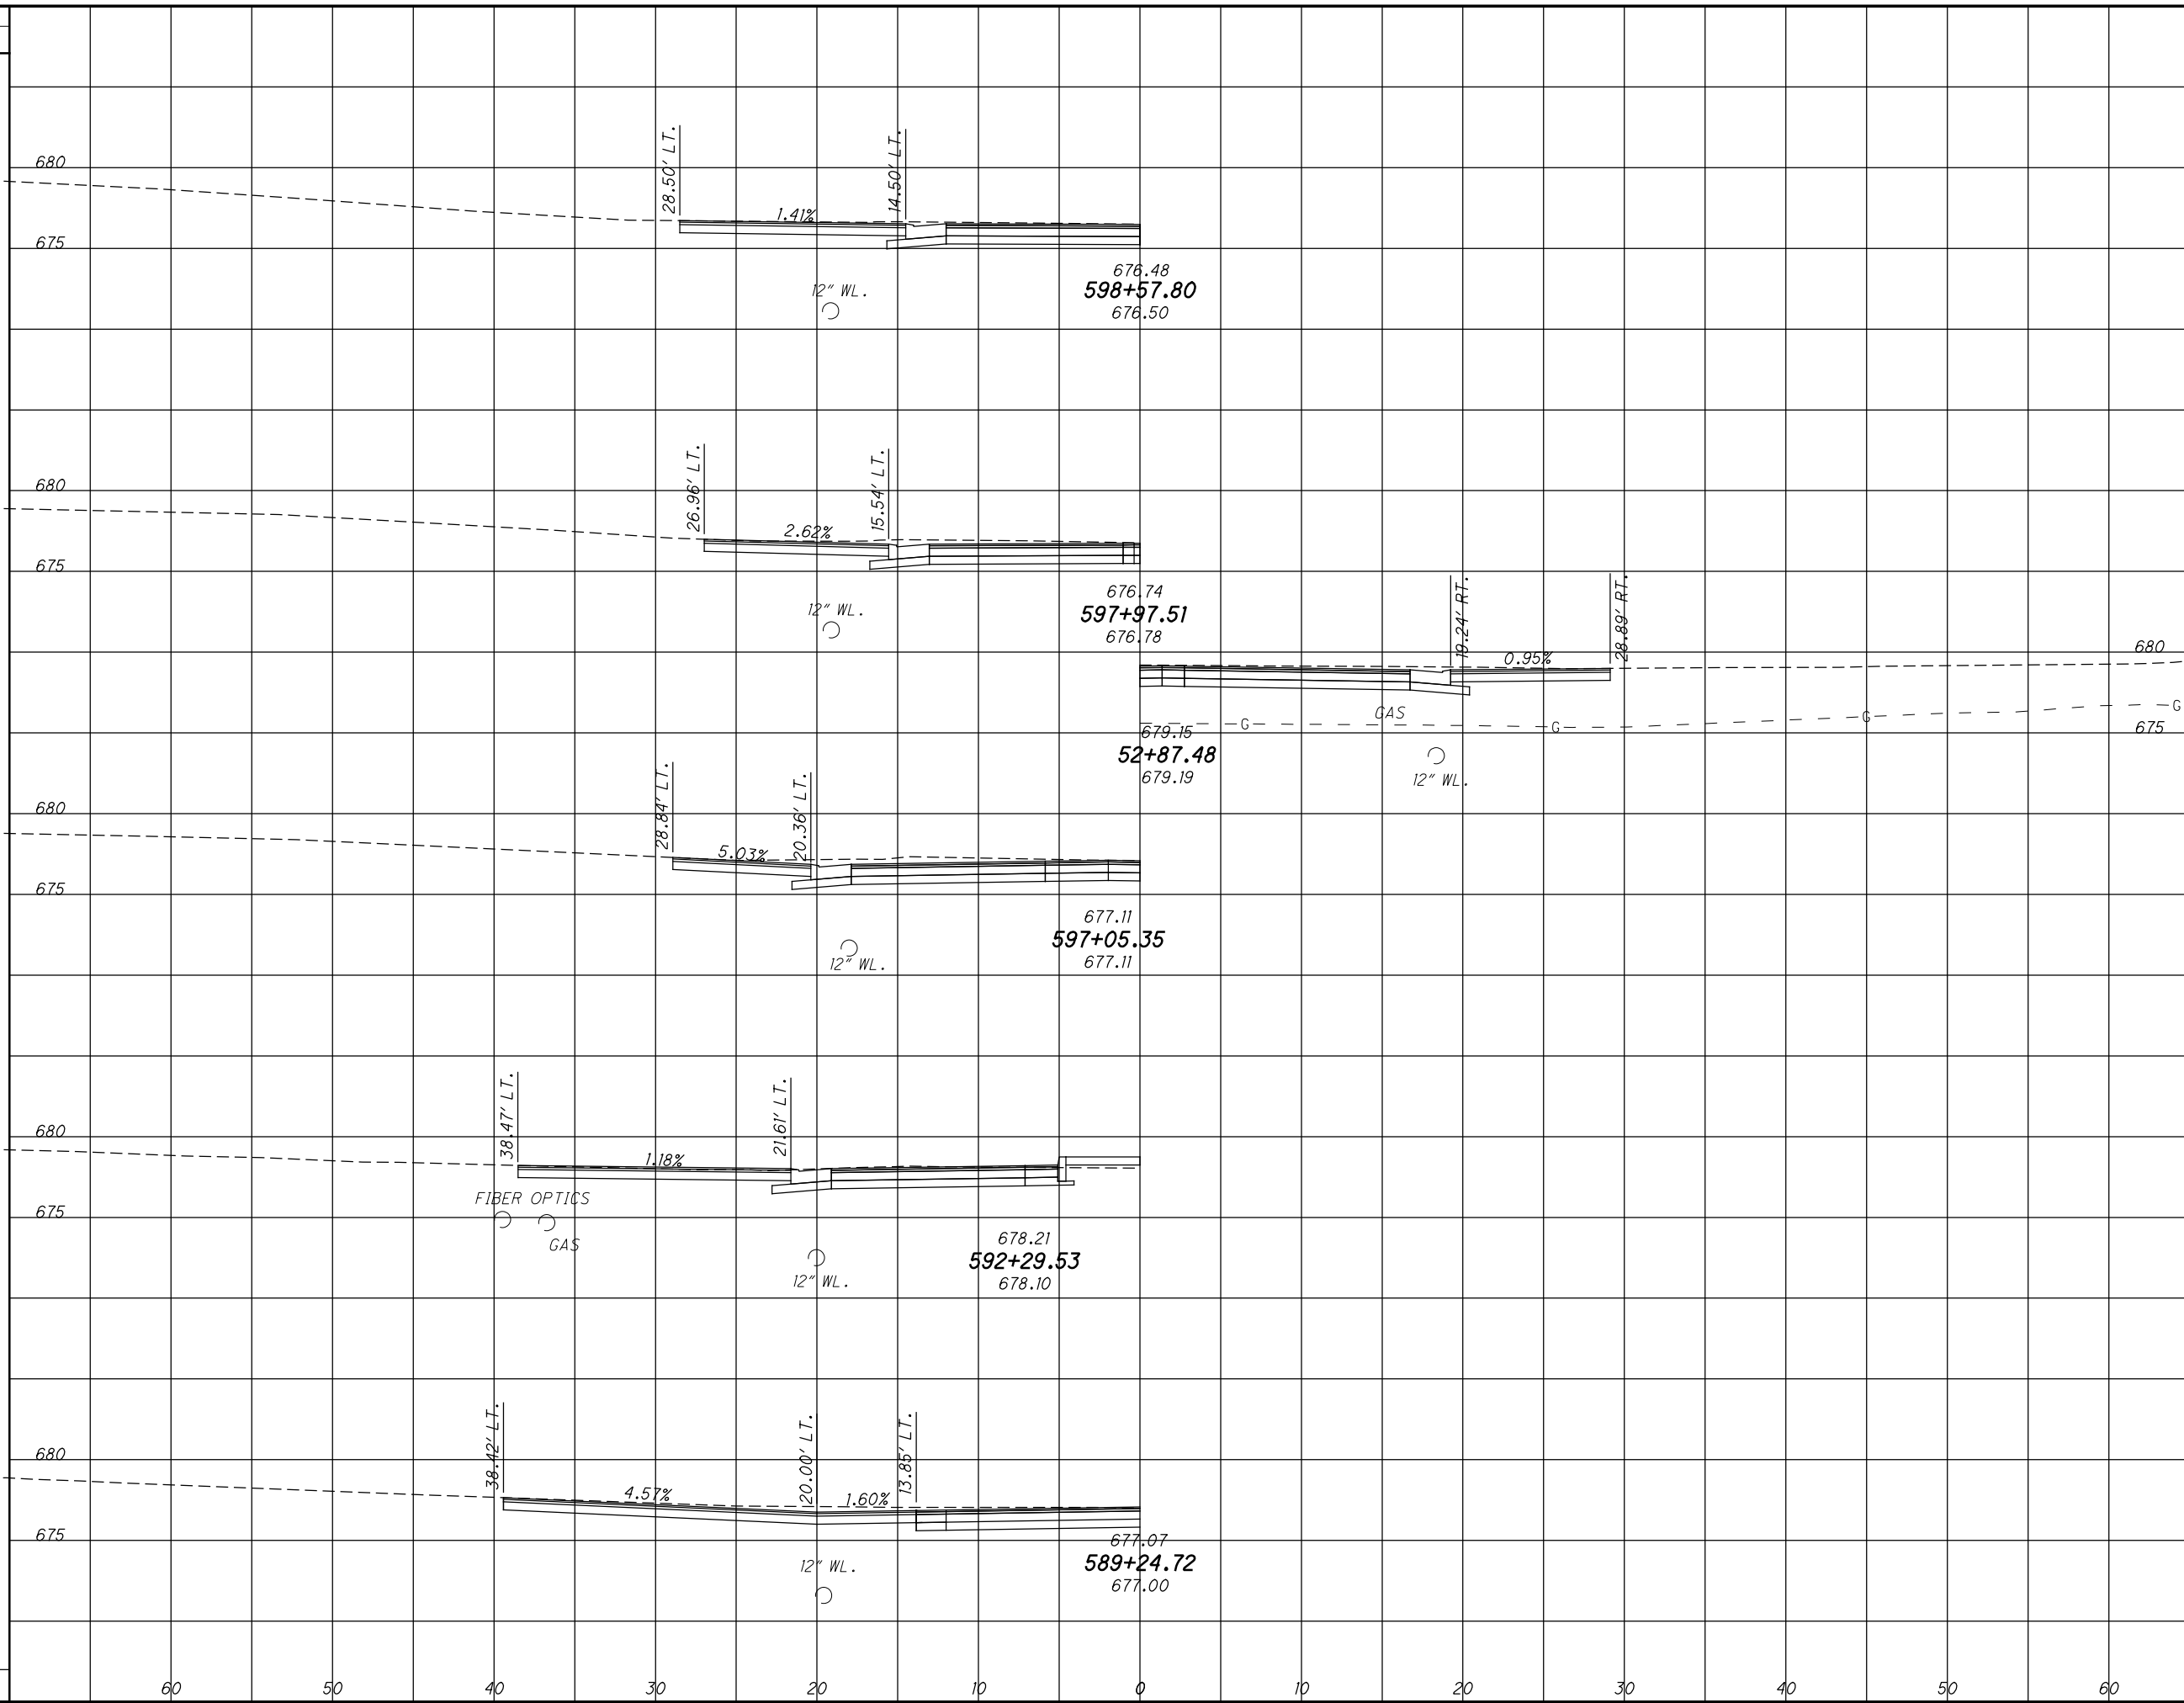 28.50' LT.
14.50' LT.
680
1.41%
675
676.48
12" WL.
598+57.80
676.50
26.96' LT.
15.54' LT.
680
2.62%
675
676.74
12" WL.
597+97.51
676.78
19.24' RT.
28.89' RT.
0.95%
680
GAS
G
G
G
G
675
679.15
52+87.48
679.19
12" WL.
28.84' LT.
20.36' LT.
680
5.03%
675
677.11
597+05.35
677.11
12" WL.
38.47' LT.
21.61' LT.
680
1.18%
FIBER OPTICS
675
GAS
678.21
592+29.53
678.10
12" WL.
38.42' LT.
20.00' LT.
13.85' LT.
680
4.57%
1.60%
675
677.07
12" WL.
589+24.72
677.00
60 50 40 30 20 10 0 10 20 30 40 50 60